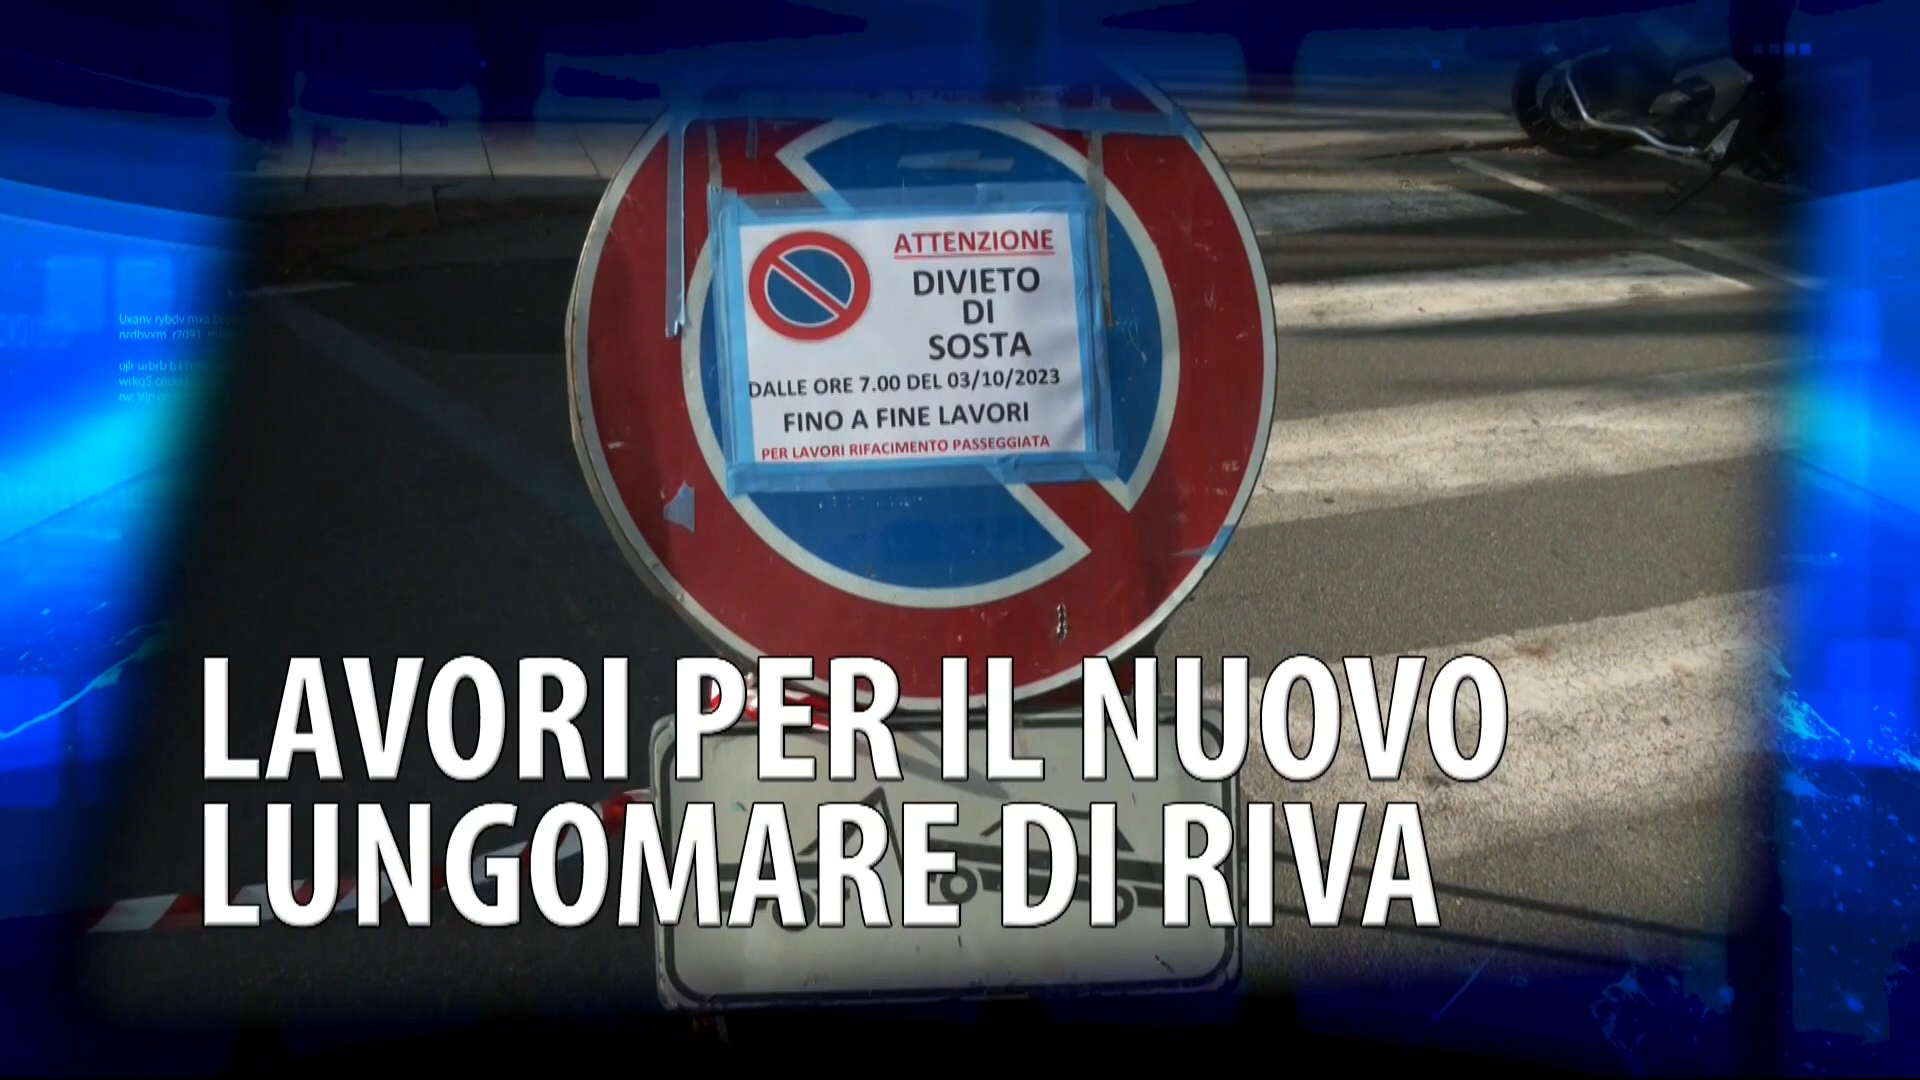 ATTENZIONE
DIVIETO
DI
SOSTA
DALLE ORE 7.00 DEL 03/10/2023
FINO A FINE LAVORI
PER LAVORI RIFACIMENTO PASSEGGIATA
LAVORI PER IL NUOVO
LUNGOMARE DI RIVA